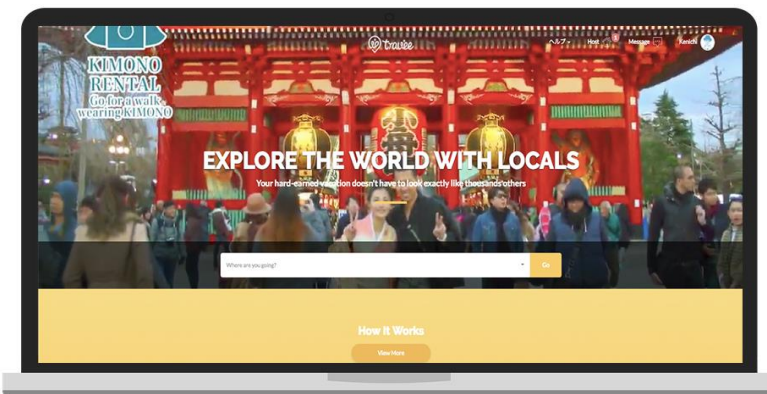 travee
ヘルプ
Host
Message
Kenichi
KIMONO
RENTAL
Go for a walk
wearing KIMONO
小舟
EXPLORE THE WORLD WITH LOCALS
Your hard-earned vacation doesn't have to look exactly like thousands others
Where are you going?
Go
How It Works
View More